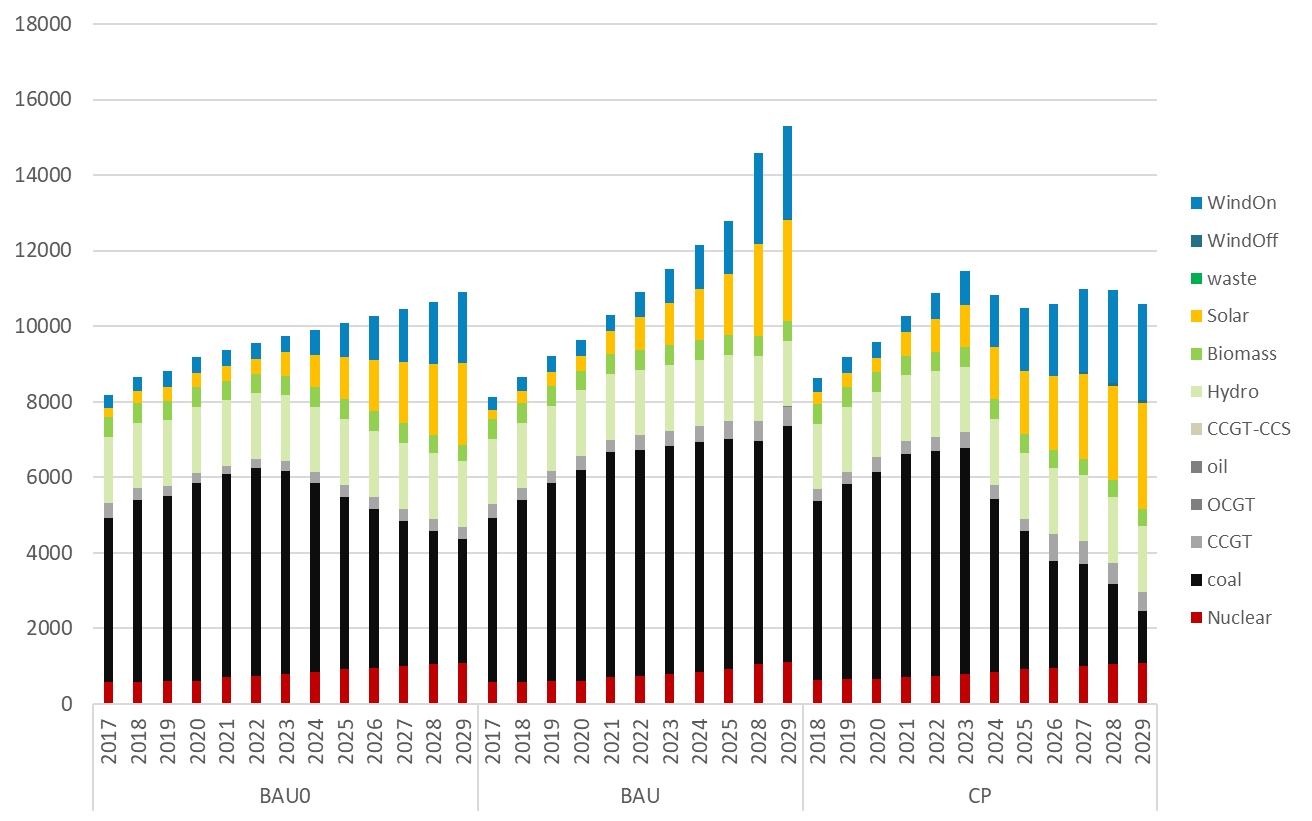 18000
16000
14000
12000
10000
8000
6000
4000
2000
0
2017 2018 2019 2020 2021 2022 2023 2024 2025 2026 2027 2028 2029 2017 2018 2019 2020 2021 2022 2023 2024 2025 2028 2029 2018 2019 2020 2021 2022 2023 2024 2025 2026 2027 2028 2029
BAU0 BAU CP
WindOn
WindOff
waste
Solar
Biomass
Hydro
CCGT-CCS
oil
OCGT
CCGT
coal
Nuclear